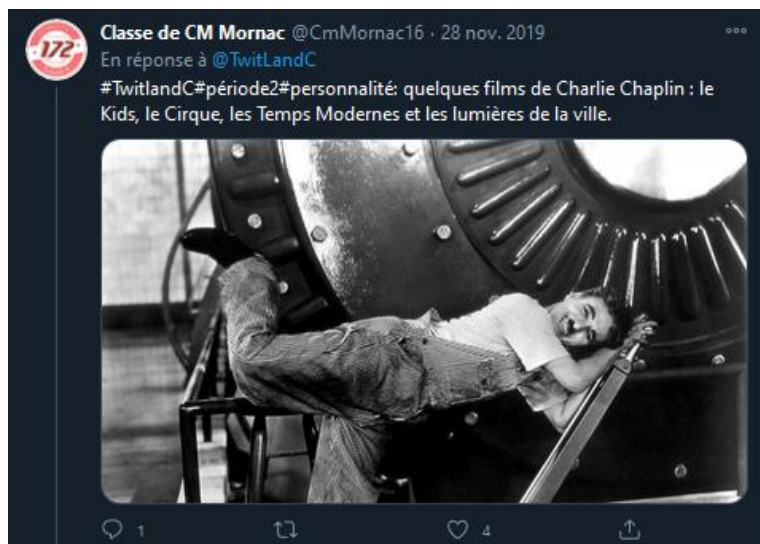 172
Classe de CM Mornac @CmMornac16 · 28 nov. 2019
En réponse à @TwitLandC
#TwitlandC#période2#personnalité: quelques films de Charlie Chaplin : le
Kids, le Cirque, les Temps Modernes et les lumières de la ville.
1
4